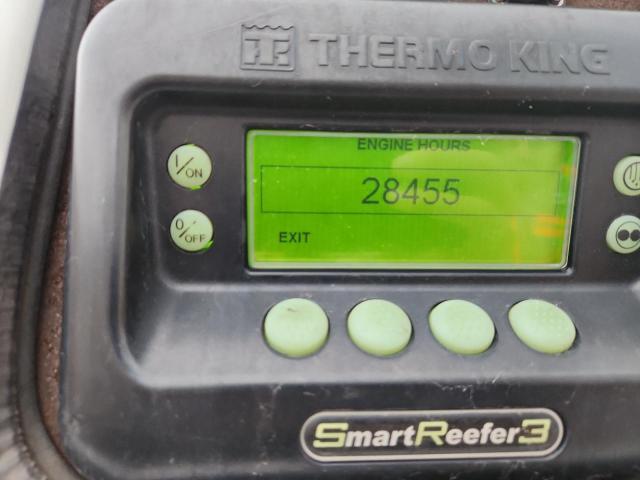 THERMO KING
ENGINE HOURS
I/ON
28455
O/OFF
EXIT
SmartReefer3